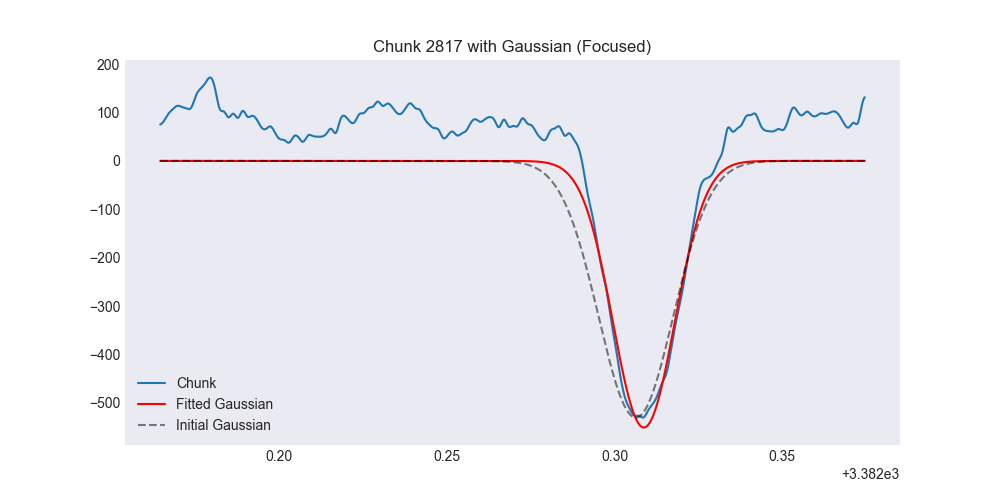 Chunk 2817 with Gaussian (Focused)
200
100
0
−100
−200
−300
−400
−500
Chunk
Fitted Gaussian
Initial Gaussian
0.20 0.25 0.30 0.35
+3.382e3